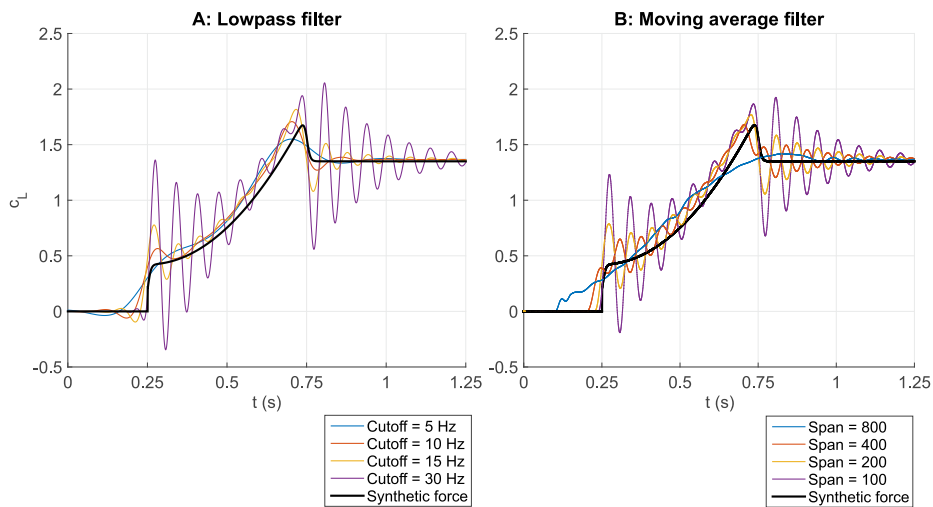 A: Lowpass filter
2.5
2
1.5
1
0.5
0
-0.5
c_L
0 0.25 0.5 0.75 1 1.25
t (s)
Cutoff = 5 Hz
Cutoff = 10 Hz
Cutoff = 15 Hz
Cutoff = 30 Hz
Synthetic force
B: Moving average filter
2.5
2
1.5
1
0.5
0
-0.5
0 0.25 0.5 0.75 1 1.25
t (s)
Span = 800
Span = 400
Span = 200
Span = 100
Synthetic force